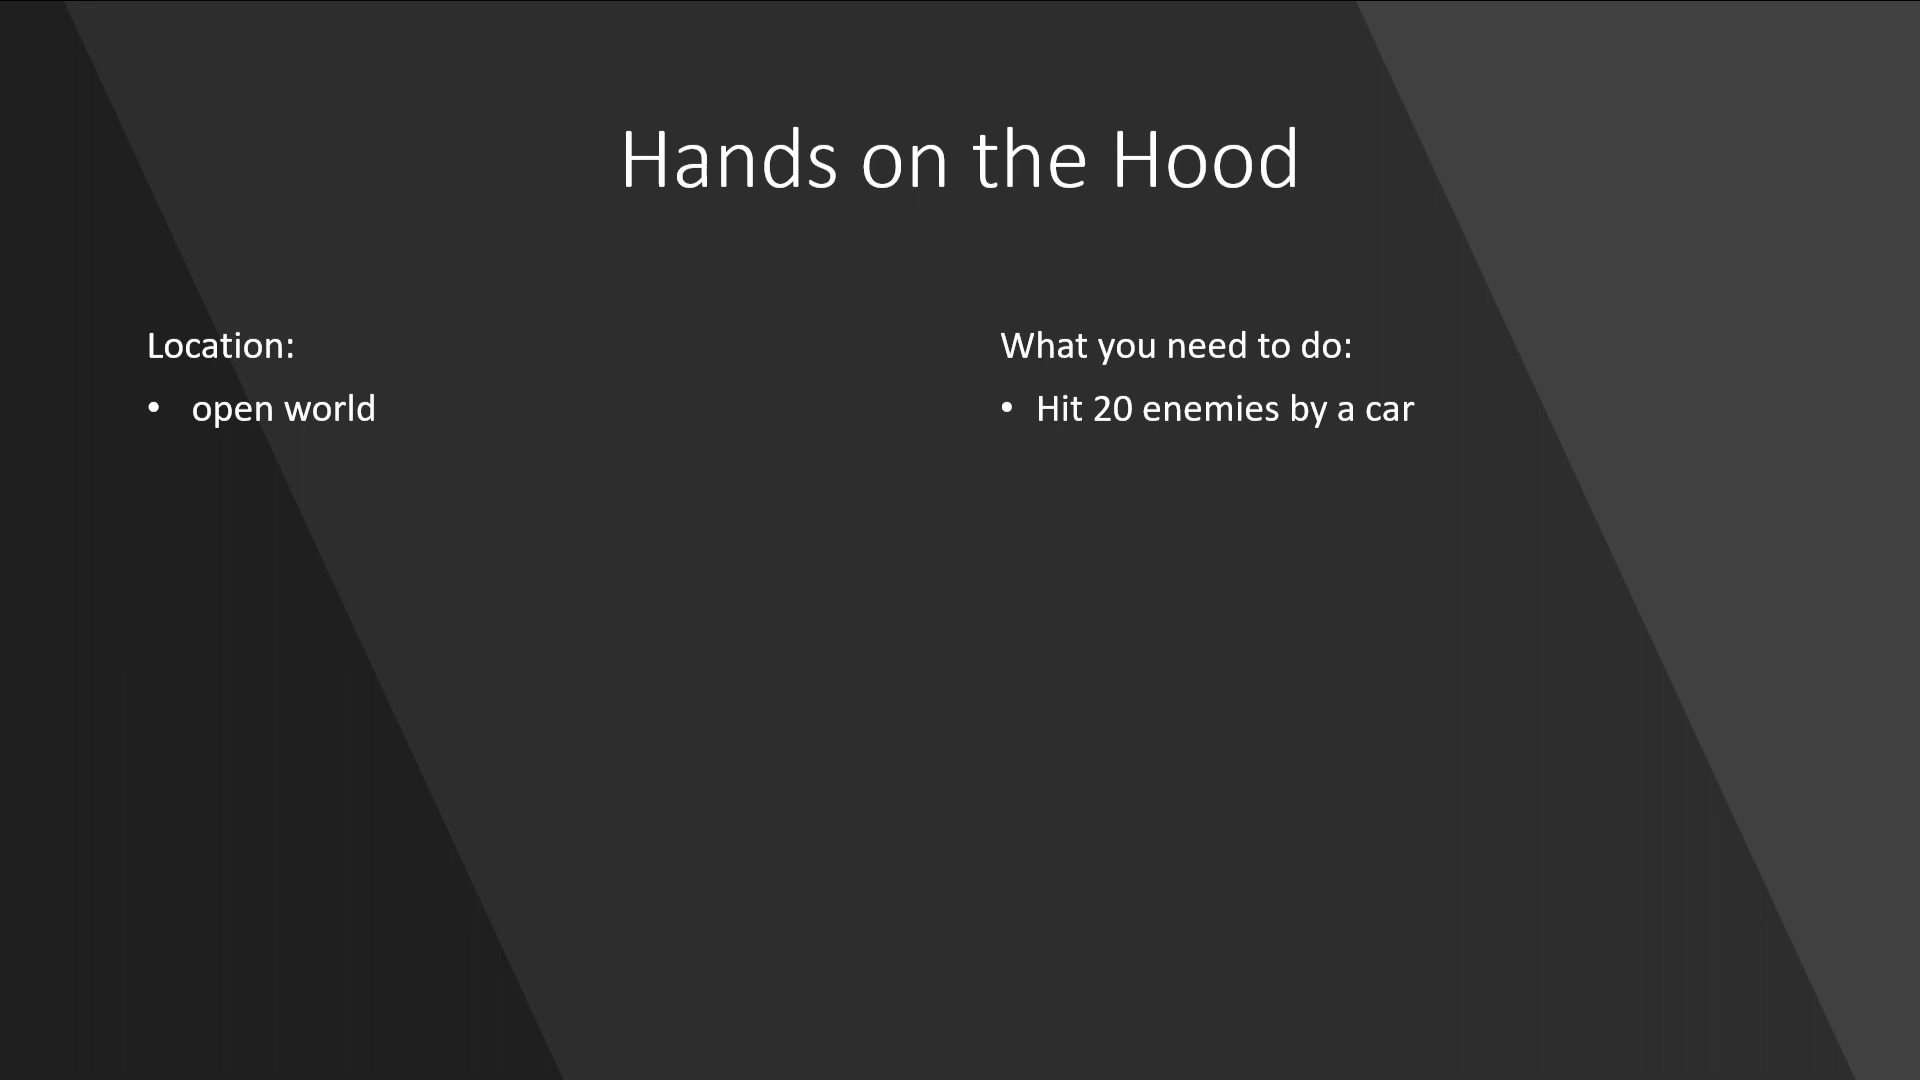 Hands on the Hood
Location:
• open world
What you need to do:
• Hit 20 enemies by a car